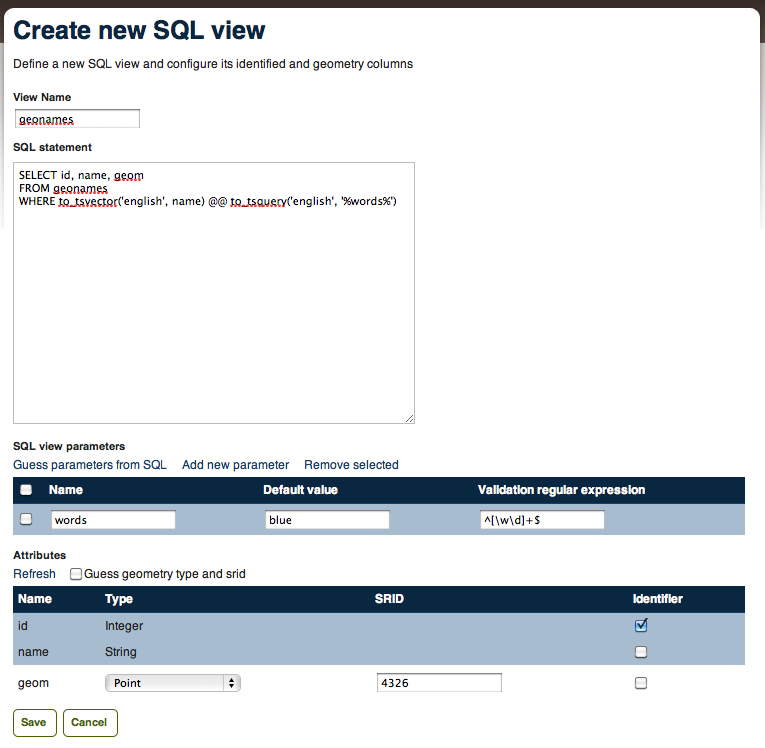 Create new SQL view
Define a new SQL view and configure its identified and geometry columns
View Name
geonames
SQL statement
SELECT id, name, geom
FROM geonames
WHERE to_tsvector('english', name) @@ to_tsquery('english', '%words%')
SQL view parameters
Guess parameters from SQL Add new parameter Remove selected
Name Default value Validation regular expression
words blue ^[\w\d]+$
Attributes
Refresh Guess geometry type and srid
Name Type SRID Identifier
id Integer
name String
geom Point 4326
Save Cancel